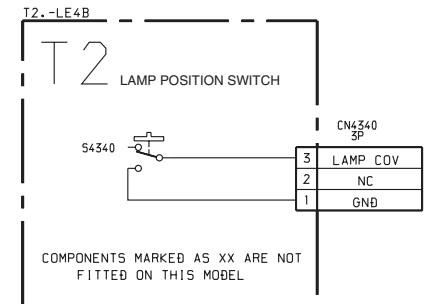 T2.-LE4B
T2 LAMP POSITION SWITCH
CN4340
3P
S4340
3 LAMP COV
2 NC
1 GND
COMPONENTS MARKED AS XX ARE NOT
FITTED ON THIS MODEL